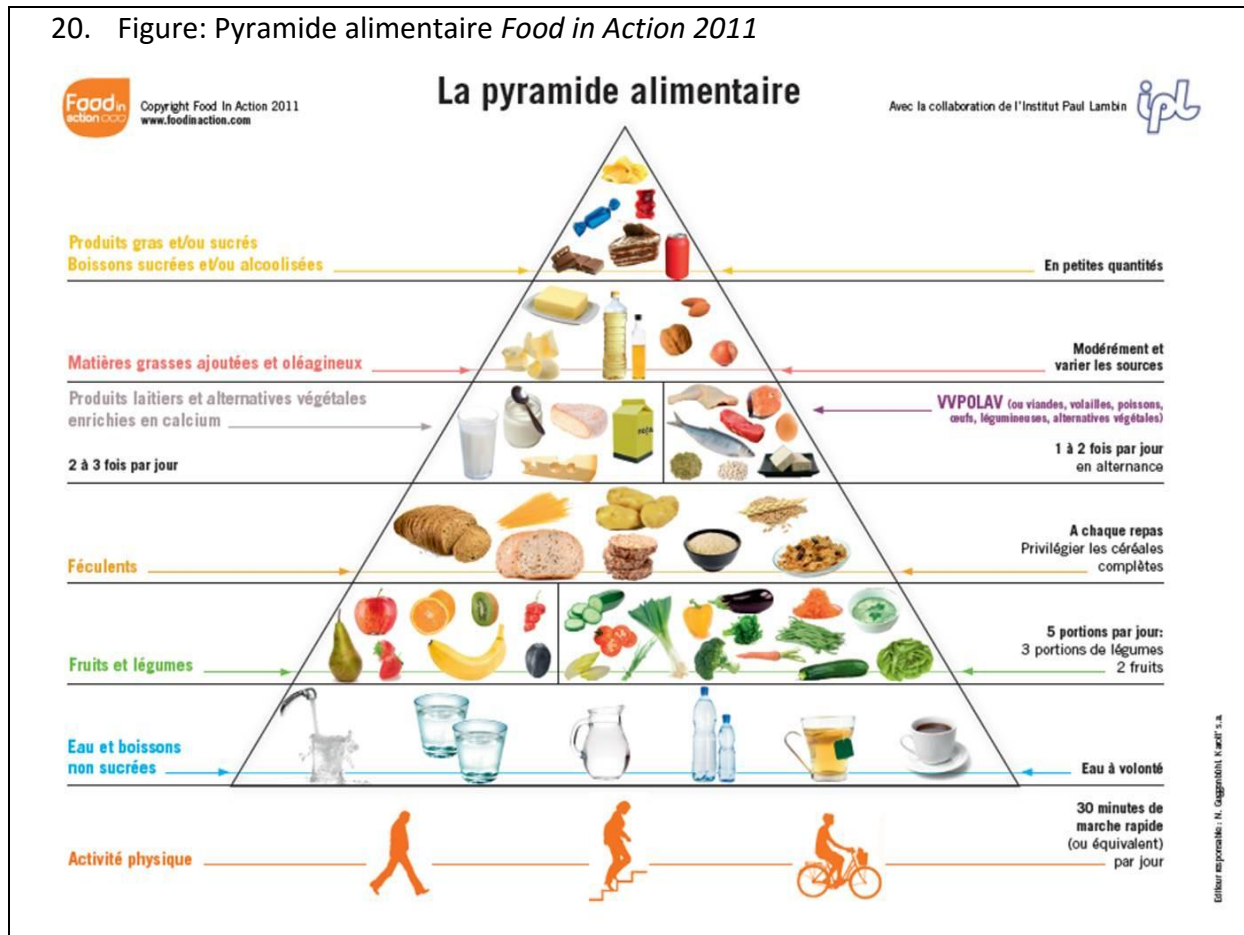 20. Figure: Pyramide alimentaire Food in Action 2011
Food in
action
Copyright Food In Action 2011
www.foodinaction.com
La pyramide alimentaire
Avec la collaboration de l'Institut Paul Lambin
ipl
Produits gras et/ou sucrés
Boissons sucrées et/ou alcoolisées
En petites quantités
Matières grasses ajoutées et oléagineux
Modérément et
varier les sources
Produits laitiers et alternatives végétales
enrichies en calcium
2 à 3 fois par jour
VVPOLAV (ou viandes, volailles, poissons,
œufs, légumineuses, alternatives végétales)
1 à 2 fois par jour
en alternance
Féculents
A chaque repas
Privilégier les céréales
complètes
Fruits et légumes
5 portions par jour:
3 portions de légumes
2 fruits
Eau et boissons
non sucrées
Eau à volonté
Activité physique
30 minutes de
marche rapide
(ou équivalent)
par jour
Editeur responsable: N. Guggenbühl, Karott' s.a.